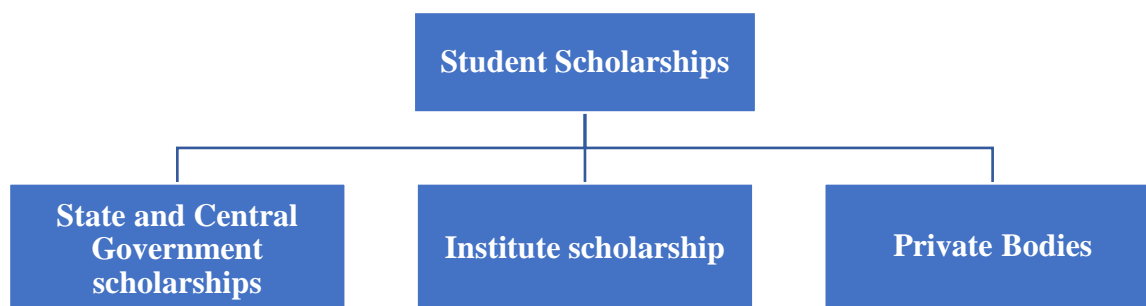 Student Scholarships
State and Central
Government
scholarships
Institute scholarship
Private Bodies